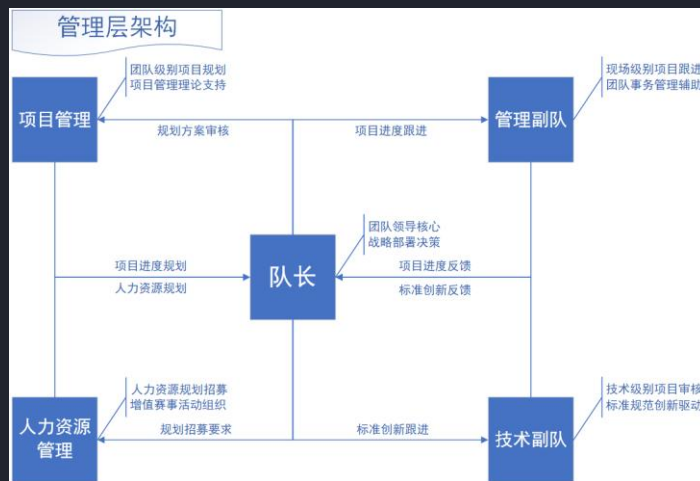 管理层架构
团队级别项目规划
项目管理理论支持
现场级别项目跟进
团队事务管理辅助
项目管理
管理副队
规划方案审核
项目进度跟进
团队领导核心
战略部署决策
队长
项目进度规划
人力资源规划
项目进度反馈
标准创新反馈
人力资源规划招募
增值赛事活动组织
技术级别项目审核
标准规范创新驱动
人力资源
管理
技术副队
规划招募要求
标准创新跟进